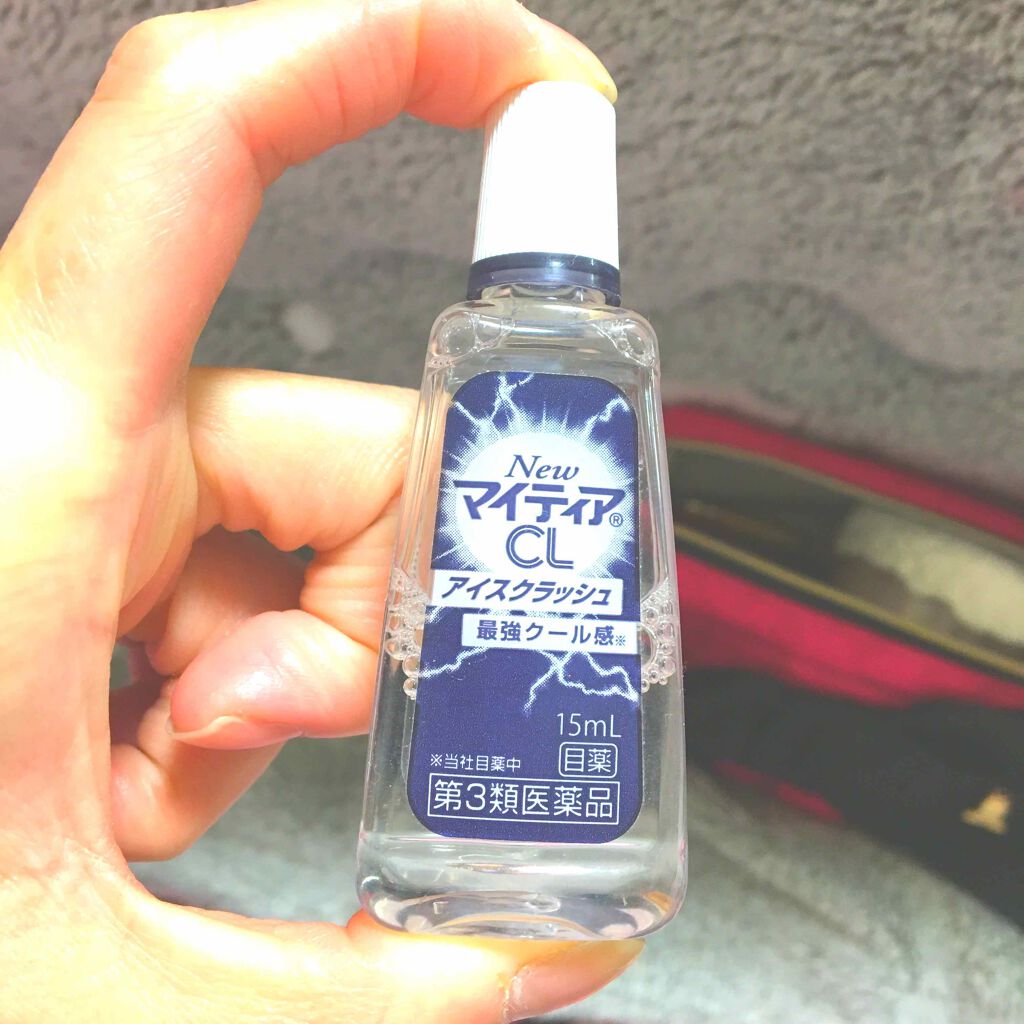 New
マイティア®
CL
アイスクラッシュ
最強クール感※
15mL
※当社目薬中 目薬
第3類医薬品